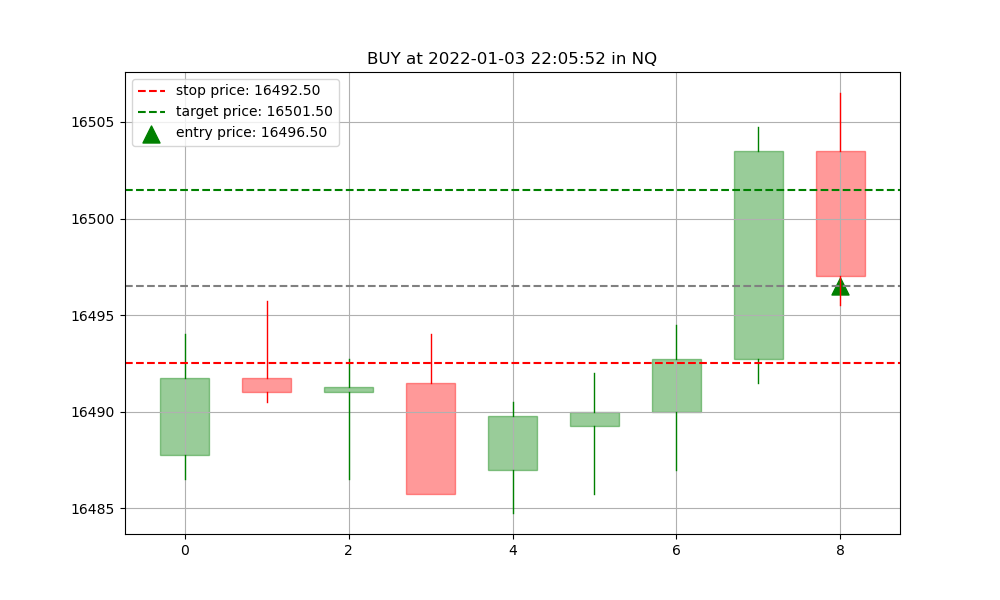 BUY at 2022-01-03 22:05:52 in NQ
stop price: 16492.50
target price: 16501.50
entry price: 16496.50
16505
16500
16495
16490
16485
0 2 4 6 8